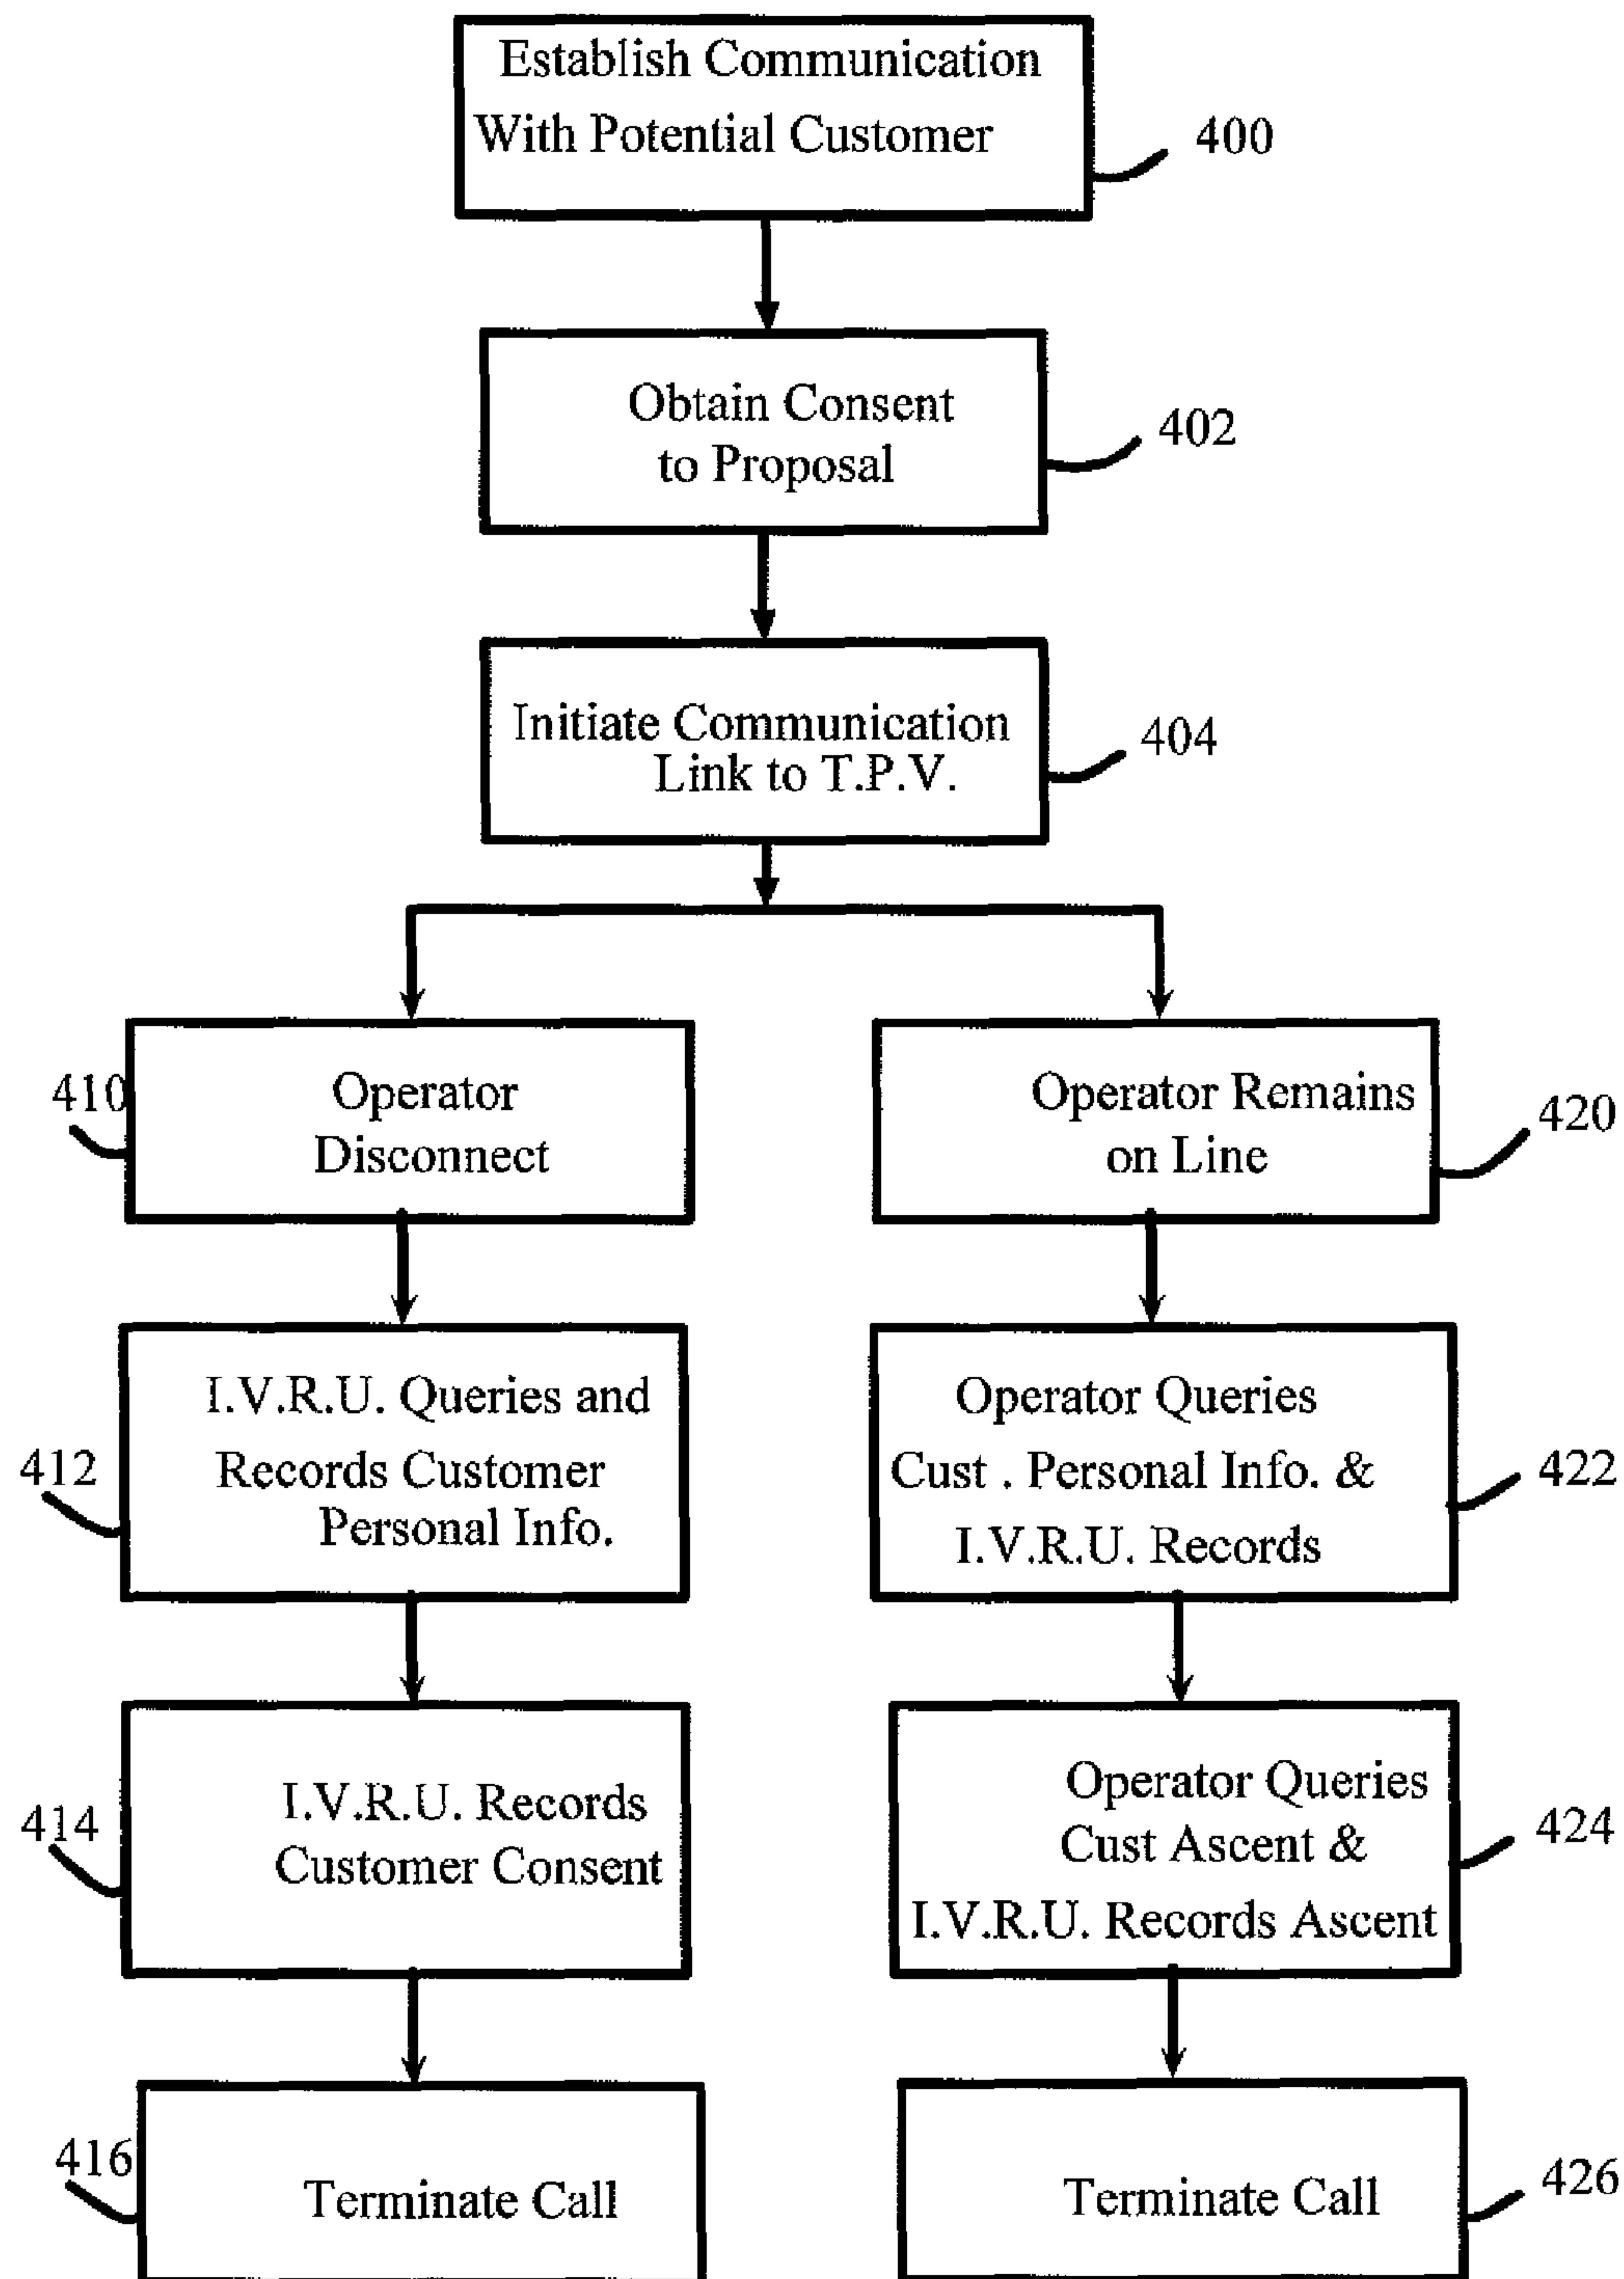 Establish Communication
With Potential Customer
400
Obtain Consent
to Proposal
402
Initiate Communication
Link to T.P.V.
404
410
Operator
Disconnect
Operator Remains
on Line
420
412
I.V.R.U. Queries and
Records Customer
Personal Info.
Operator Queries
Cust . Personal Info. &
I.V.R.U. Records
422
414
I.V.R.U. Records
Customer Consent
Operator Queries
Cust Ascent &
I.V.R.U. Records Ascent
424
416
Terminate Call
Terminate Call
426